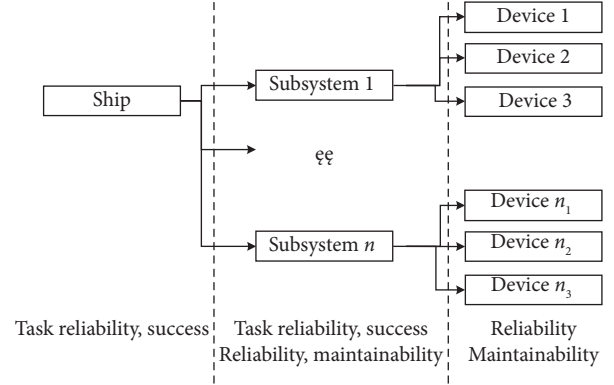 Ship
Subsystem 1
ęę
Subsystem n
Device 1
Device 2
Device 3
Device n₁
Device n₂
Device n₃
Task reliability, success
Task reliability, success
Reliability, maintainability
Reliability
Maintainability